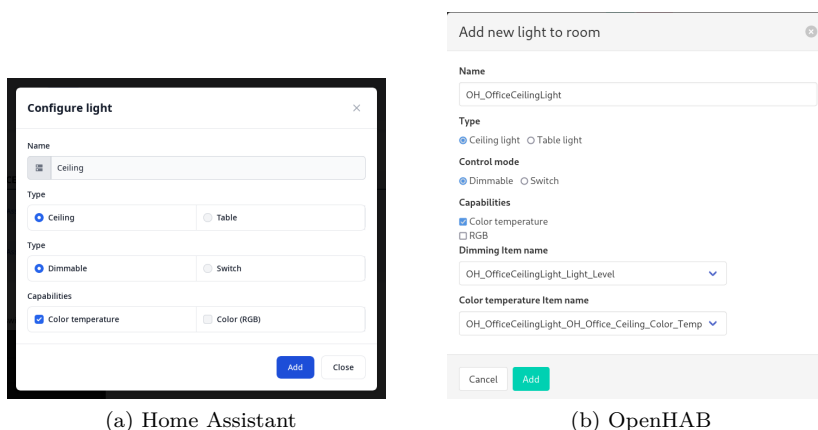 Configure light
Name
Ceiling
Type
Ceiling Table
Type
Dimmable Switch
Capabilities
Color temperature Color (RGB)
Add Close
(a) Home Assistant
Add new light to room
Name
OH_OfficeCeilingLight
Type
Ceiling light Table light
Control mode
Dimmable Switch
Capabilities
Color temperature
RGB
Dimming Item name
OH_OfficeCeilingLight_Light_Level
Color temperature Item name
OH_OfficeCeilingLight_OH_Office_Ceiling_Color_Temp
Cancel Add
(b) OpenHAB